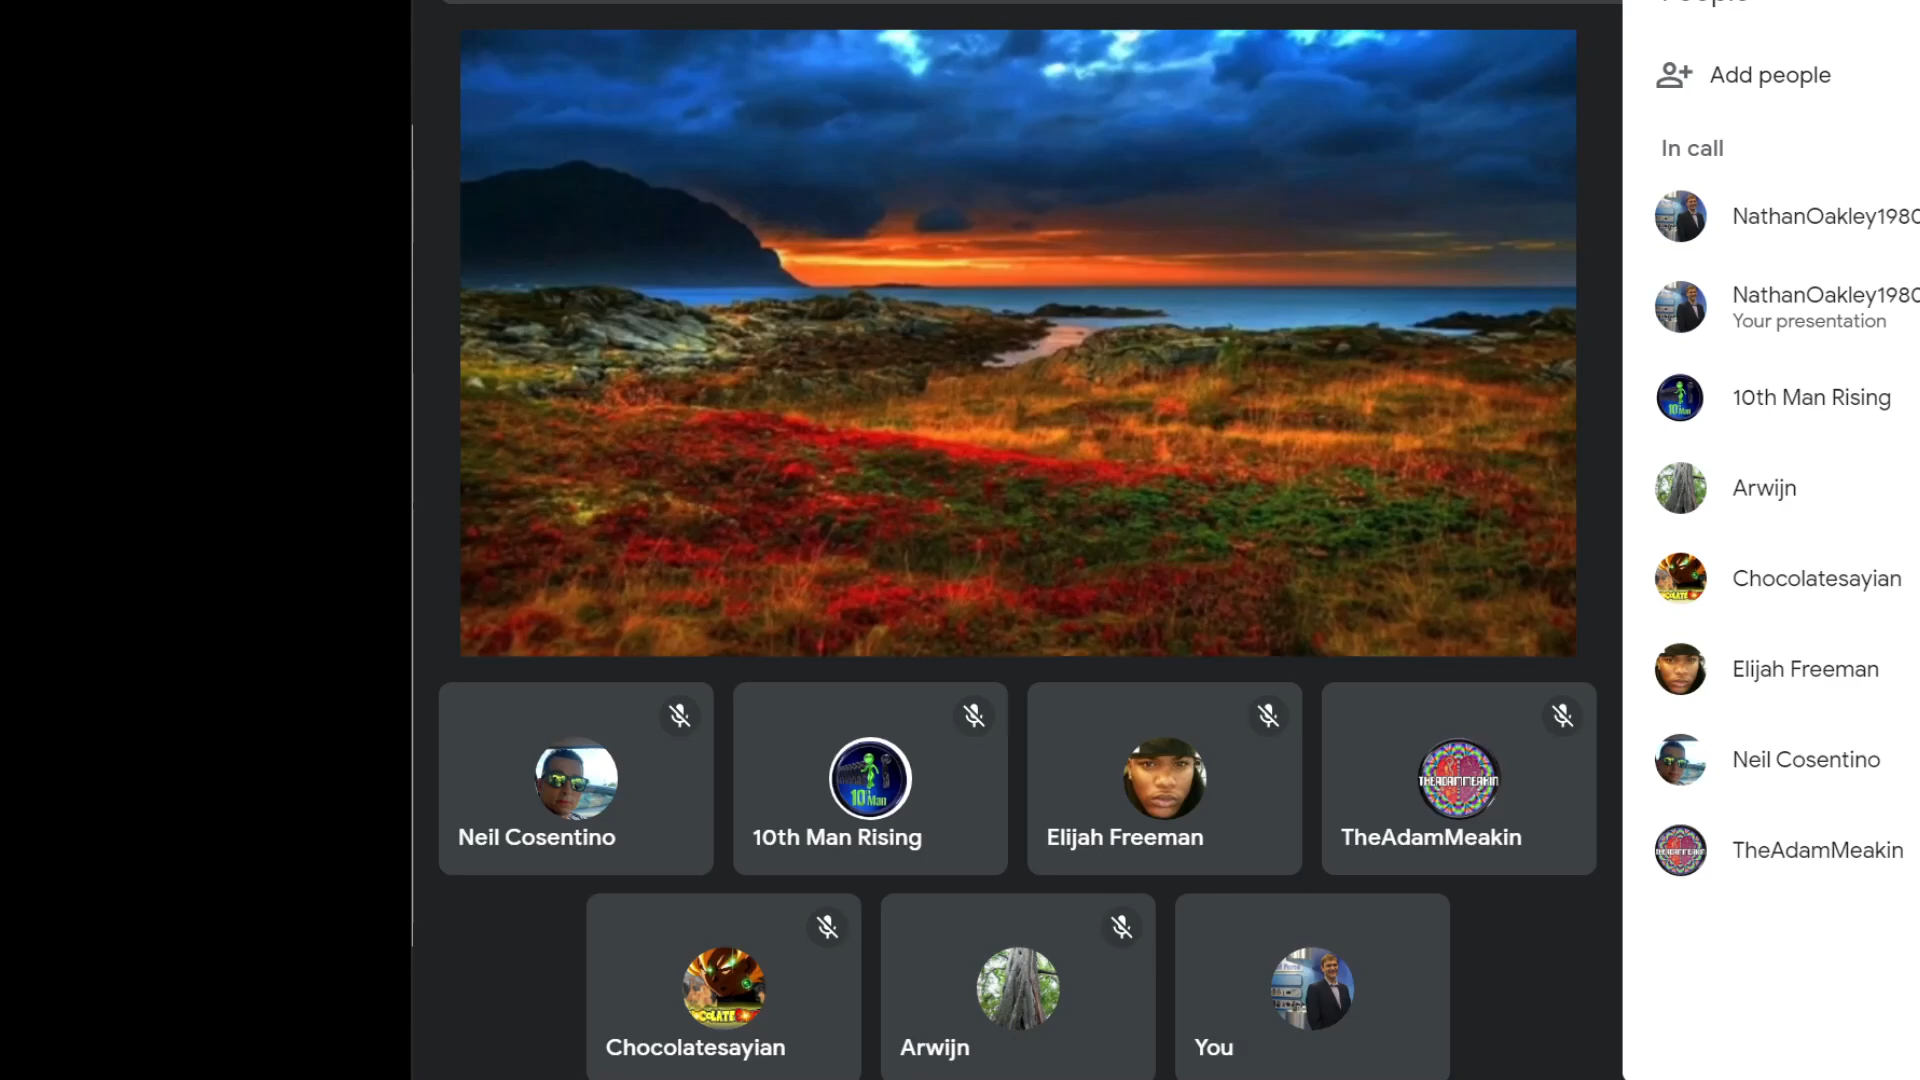 Add people
In call
NathanOakley1980
NathanOakley1980
Your presentation
10th Man Rising
Arwijn
Chocolatesayian
Elijah Freeman
Neil Cosentino
TheAdamMeakin
Neil Cosentino
10th Man Rising
Elijah Freeman
TheAdamMeakin
Chocolatesayian
Arwijn
You